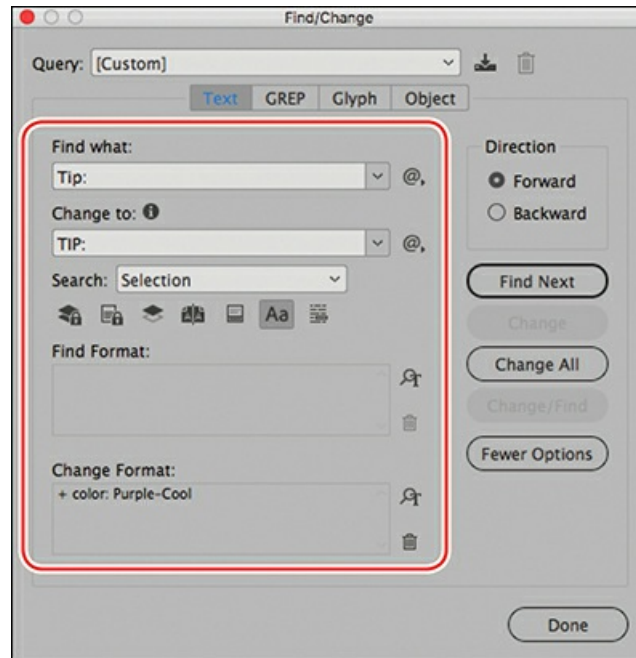 Find/Change
Query: [Custom]
Text GREP Glyph Object
Find what:
Tip:
@,
Change to:
TIP:
@,
Search: Selection
Aa
Find Format:
Change Format:
+ color: Purple-Cool
Direction
Forward
Backward
Find Next
Change
Change All
Change/Find
Fewer Options
Done